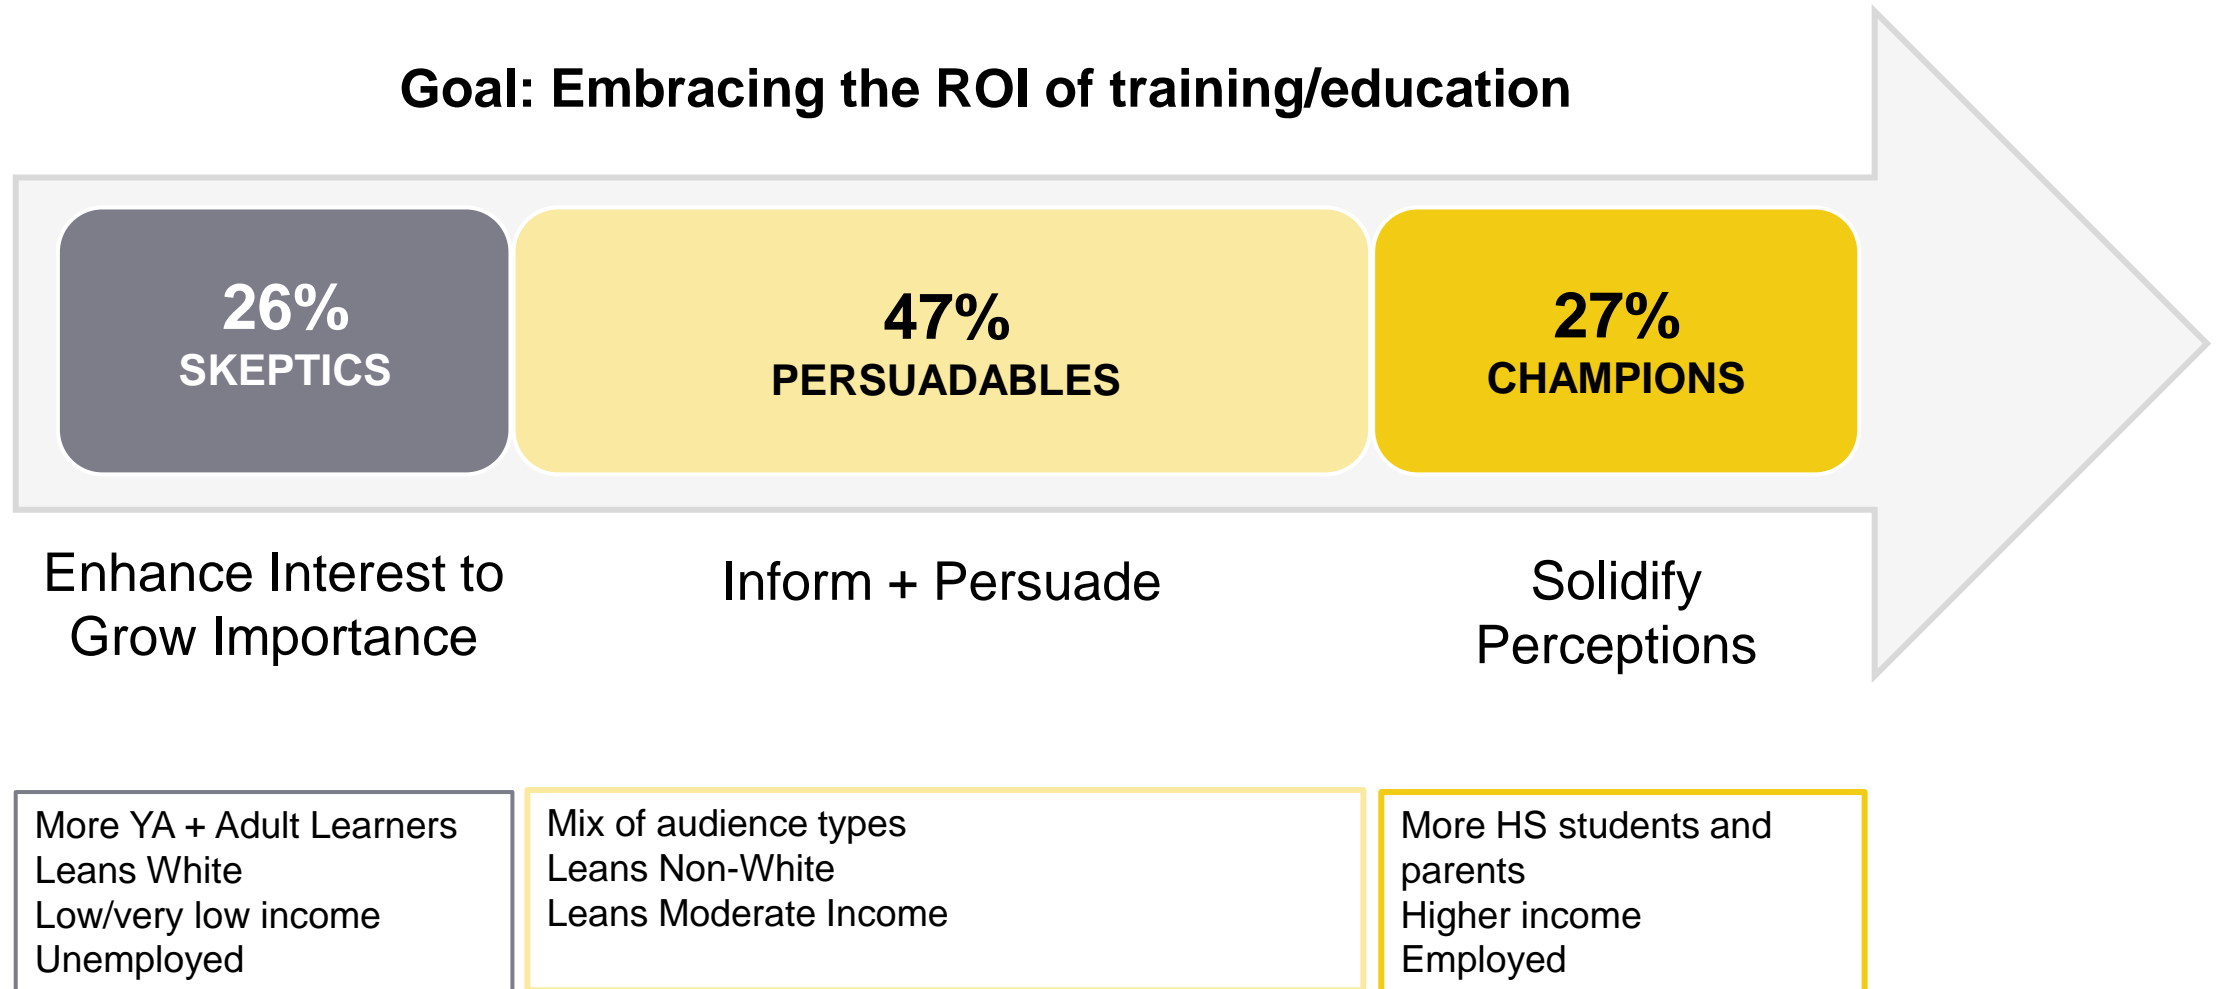 Goal: Embracing the ROI of training/education
26%
SKEPTICS
47%
PERSUADABLES
27%
CHAMPIONS
Enhance Interest to
Grow Importance
Inform + Persuade
Solidify
Perceptions
More YA + Adult Learners
Leans White
Low/very low income
Unemployed
Mix of audience types
Leans Non-White
Leans Moderate Income
More HS students and
parents
Higher income
Employed